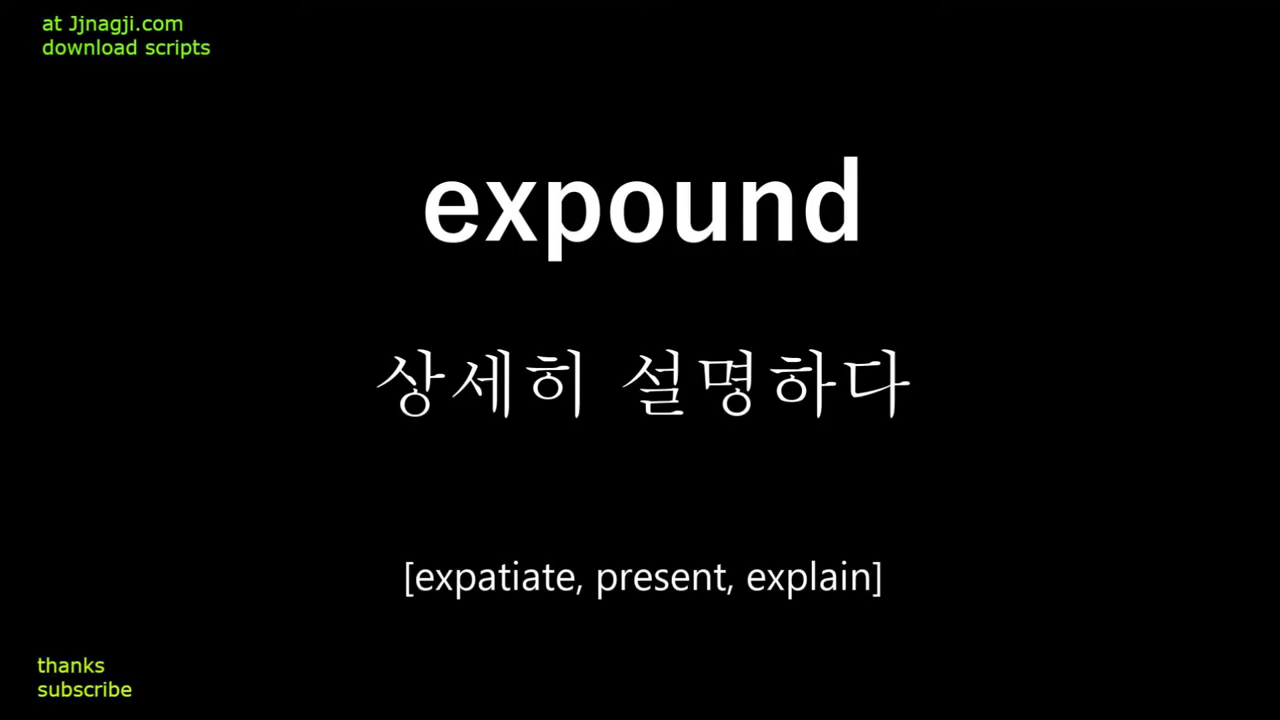 at Jjnagji.com
download scripts
expound
상세히 설명하다
[expatiate, present, explain]
thanks
subscribe